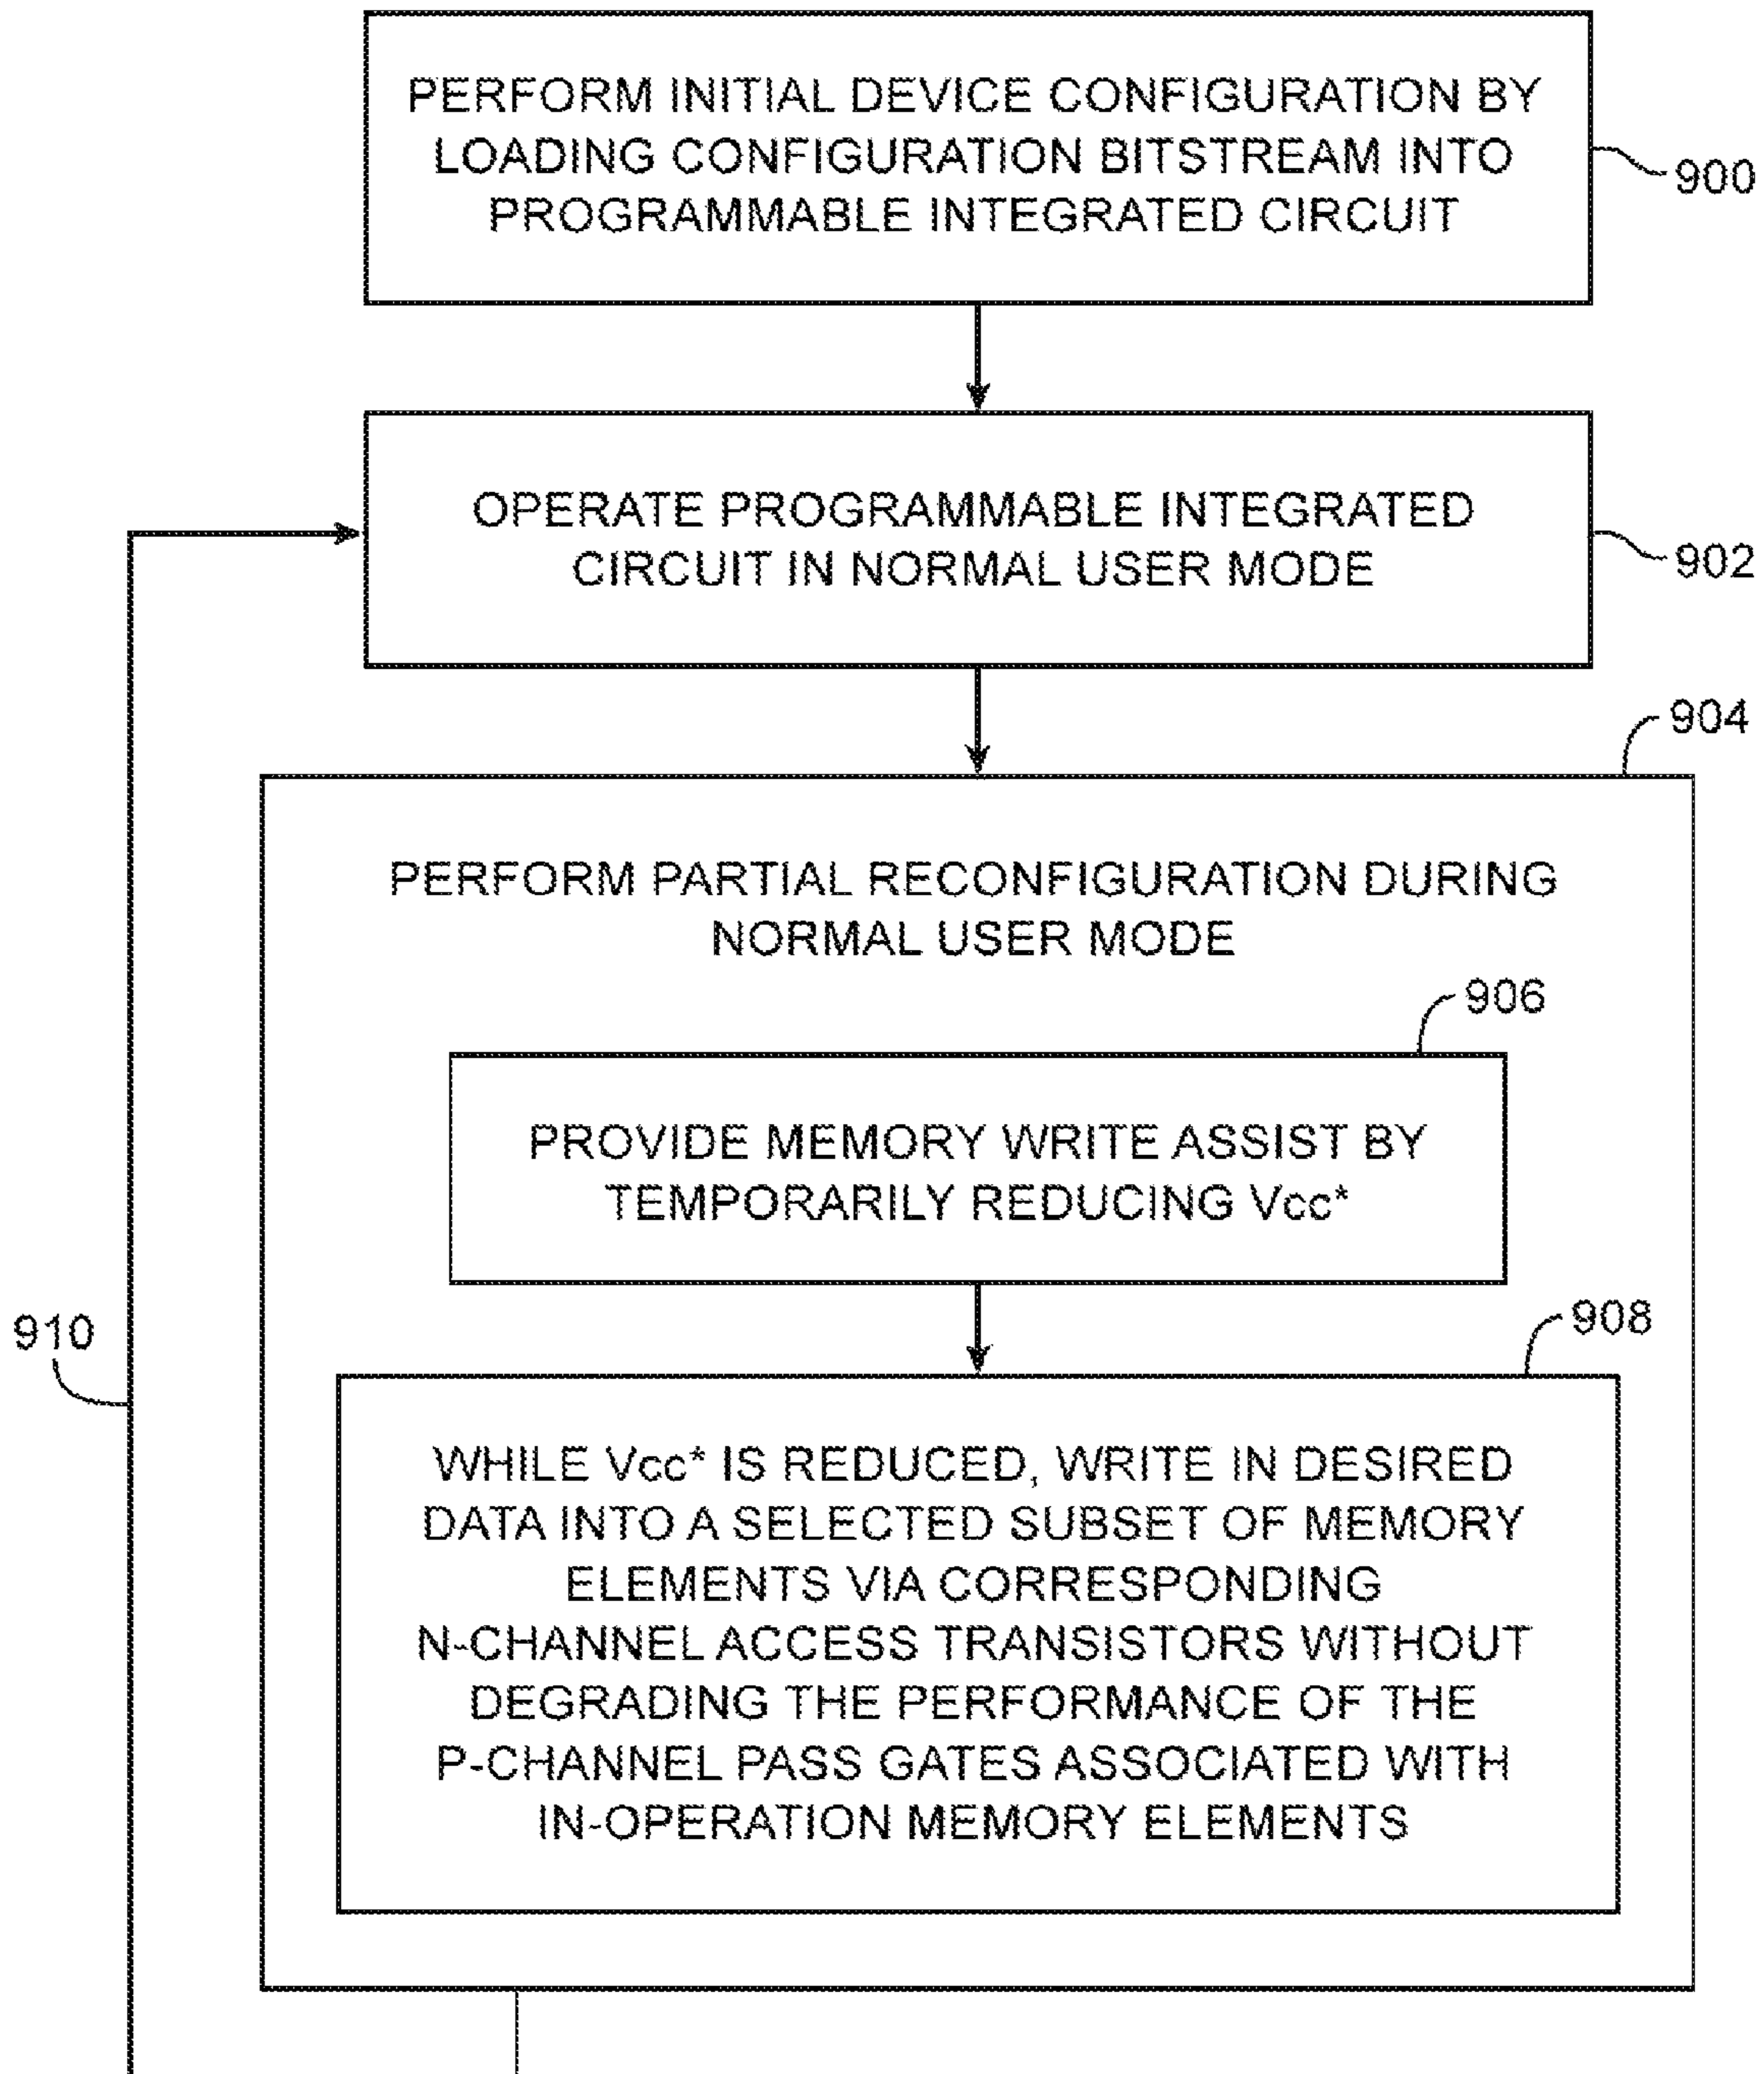 PERFORM INITIAL DEVICE CONFIGURATION BY
LOADING CONFIGURATION BITSTREAM INTO
PROGRAMMABLE INTEGRATED CIRCUIT
900
OPERATE PROGRAMMABLE INTEGRATED
CIRCUIT IN NORMAL USER MODE
902
904
PERFORM PARTIAL RECONFIGURATION DURING
NORMAL USER MODE
906
PROVIDE MEMORY WRITE ASSIST BY
TEMPORARILY REDUCING Vcc*
910
908
WHILE Vcc* IS REDUCED, WRITE IN DESIRED
DATA INTO A SELECTED SUBSET OF MEMORY
ELEMENTS VIA CORRESPONDING
N-CHANNEL ACCESS TRANSISTORS WITHOUT
DEGRADING THE PERFORMANCE OF THE
P-CHANNEL PASS GATES ASSOCIATED WITH
IN-OPERATION MEMORY ELEMENTS